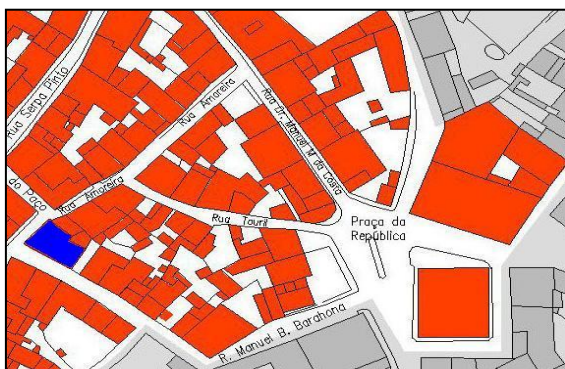 Rua Serpa Pinto
Rua Amoreira
Rua Dr. Manuel M da Costa
do Paço
Rua Amoreira
Rua Touril
Praça da
República
R. Manuel B. Barahona